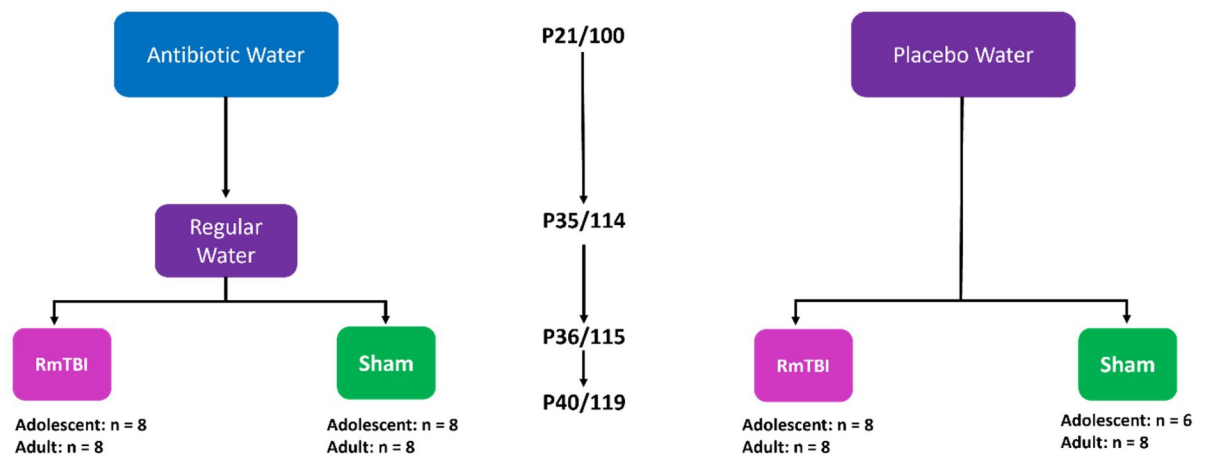 Antibiotic Water
P21/100
Placebo Water
Regular
Water
P35/114
RmTBI
Sham
P36/115
RmTBI
Sham
P40/119
Adolescent: n = 8
Adult: n = 8
Adolescent: n = 8
Adult: n = 8
Adolescent: n = 8
Adult: n = 8
Adolescent: n = 6
Adult: n = 8